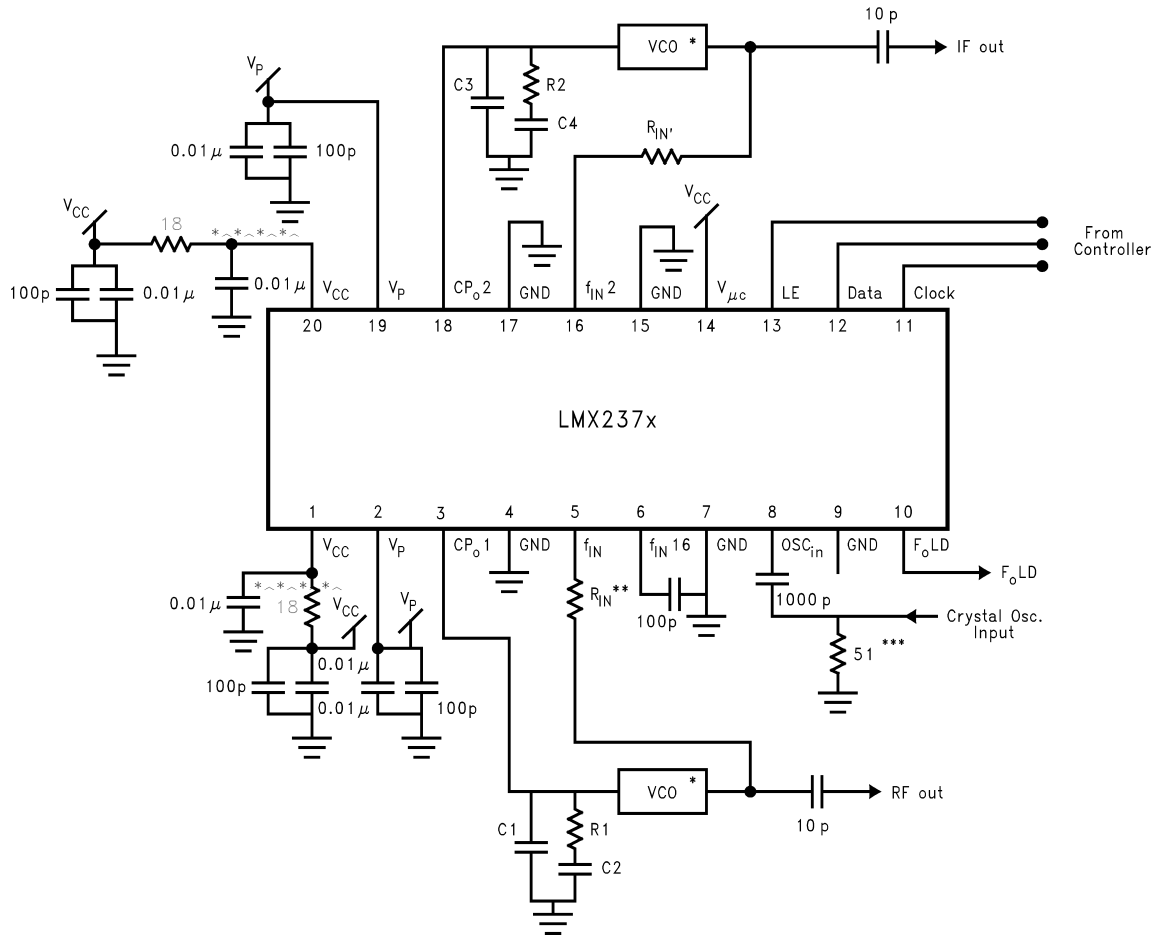 10 p
VCO *
IF out
V_P
C3
R2
C4
R_IN'
0.01 μ
100p
V_CC
18
*^*^*^*^
V_CC
From
Controller
100p
0.01 μ
0.01 μ
V_CC
V_P
CP_o 2
GND
f_IN 2
GND
V_μc
LE
Data
Clock
20
19
18
17
16
15
14
13
12
11
LMX237x
1
2
3
4
5
6
7
8
9
10
V_CC
V_P
CP_o 1
GND
f_IN
f_IN 16
GND
OSC_in
GND
F_o LD
F_o LD
*^*^*^*^
0.01 μ
18
V_CC
V_P
R_IN **
100p
1000 p
Crystal Osc.
Input
51 ***
0.01 μ
100p
0.01 μ
100p
VCO *
RF out
C1
R1
C2
10 p